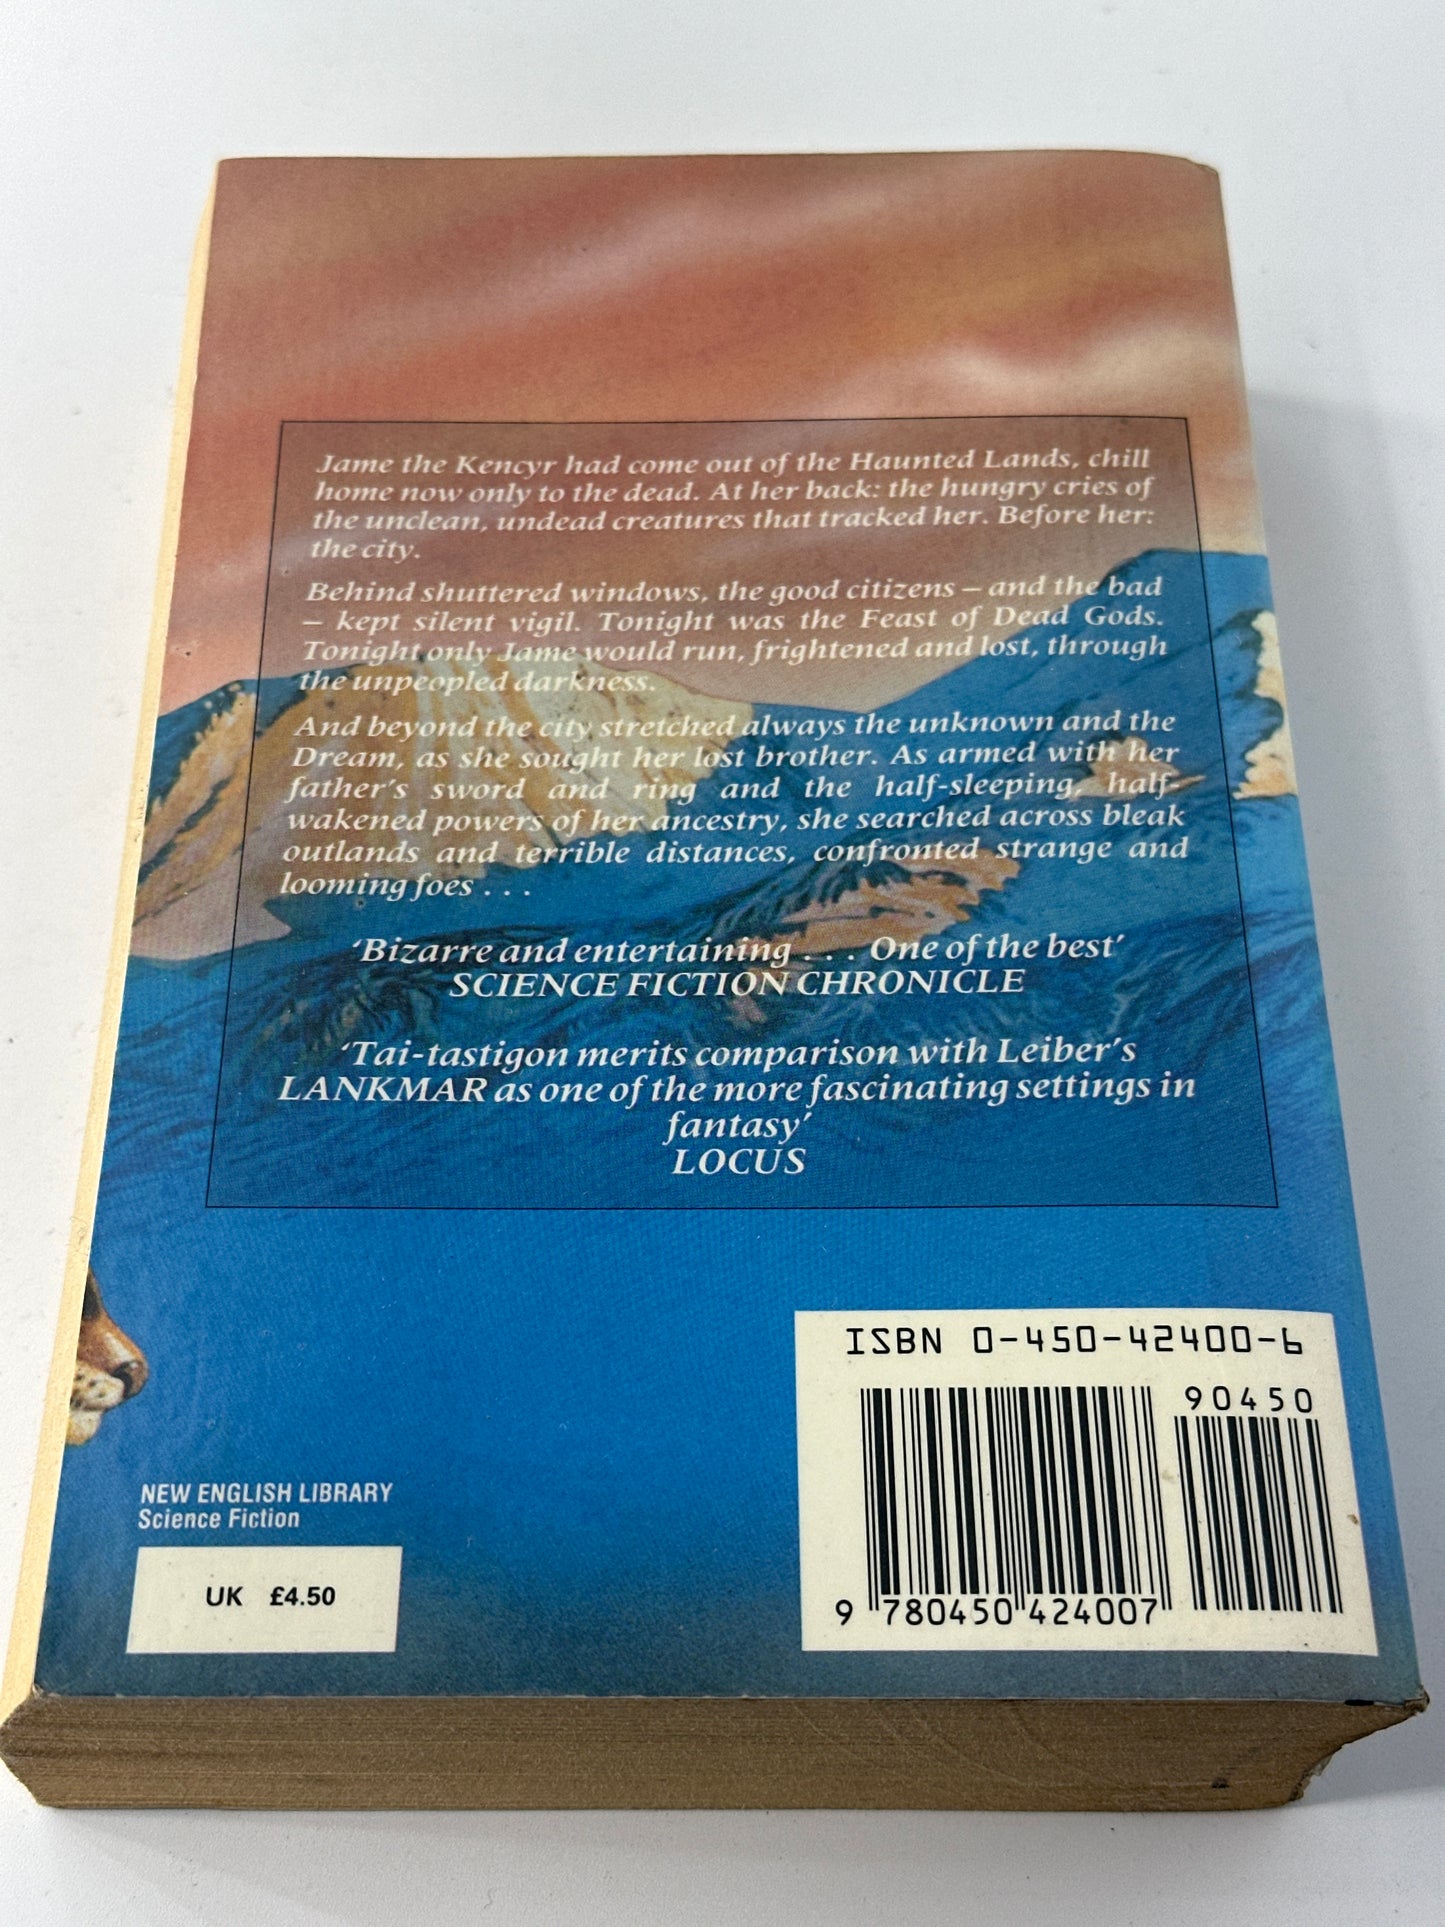 Jame the Kencyr had come out of the Haunted Lands, chill
home now only to the dead. At her back: the hungry cries of
the unclean, undead creatures that tracked her. Before her:
the city.
Behind shuttered windows, the good citizens – and the bad
– kept silent vigil. Tonight was the Feast of Dead Gods.
Tonight only Jame would run, frightened and lost, through
the unpeopled darkness.
And beyond the city stretched always the unknown and the
Dream, as she sought her lost brother. As armed with her
father's sword and ring and the half-sleeping, half-
wakened powers of her ancestry, she searched across bleak
outlands and terrible distances, confronted strange and
looming foes . . .
'Bizarre and entertaining . . . One of the best'
SCIENCE FICTION CHRONICLE
'Tai-tastigon merits comparison with Leiber's
LANKMAR as one of the more fascinating settings in
fantasy'
LOCUS
ISBN 0-450-42400-6
90450
9 780450 424007
NEW ENGLISH LIBRARY
Science Fiction
UK £4.50